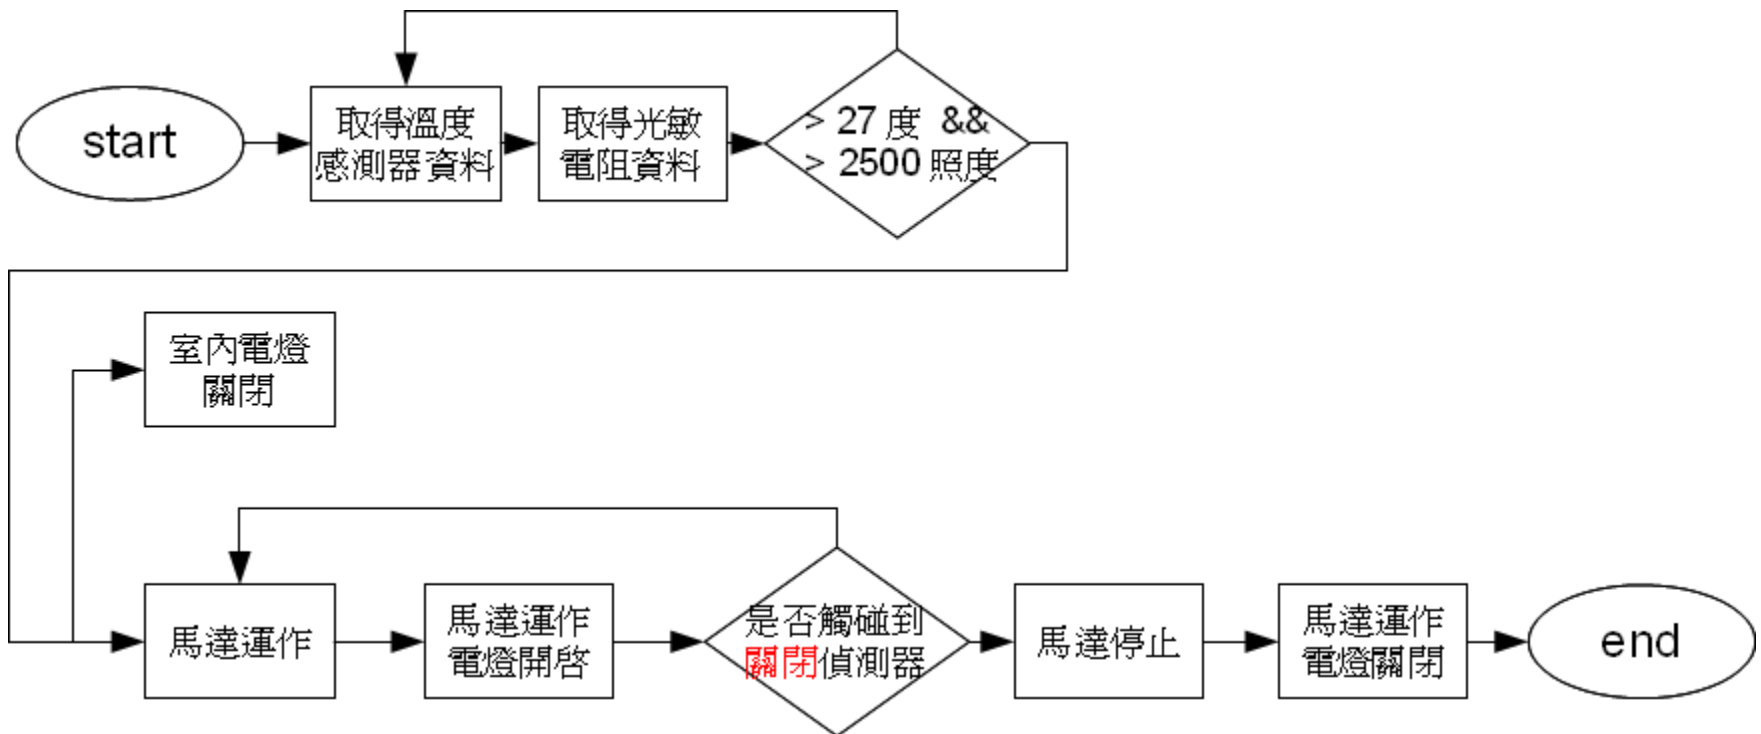 start
取得溫度
感測器資料
取得光敏
電阻資料
> 27 度 &&
> 2500 照度
室內電燈
關閉
馬達運作
馬達運作
電燈開啓
是否觸碰到
關閉偵測器
馬達停止
馬達運作
電燈關閉
end